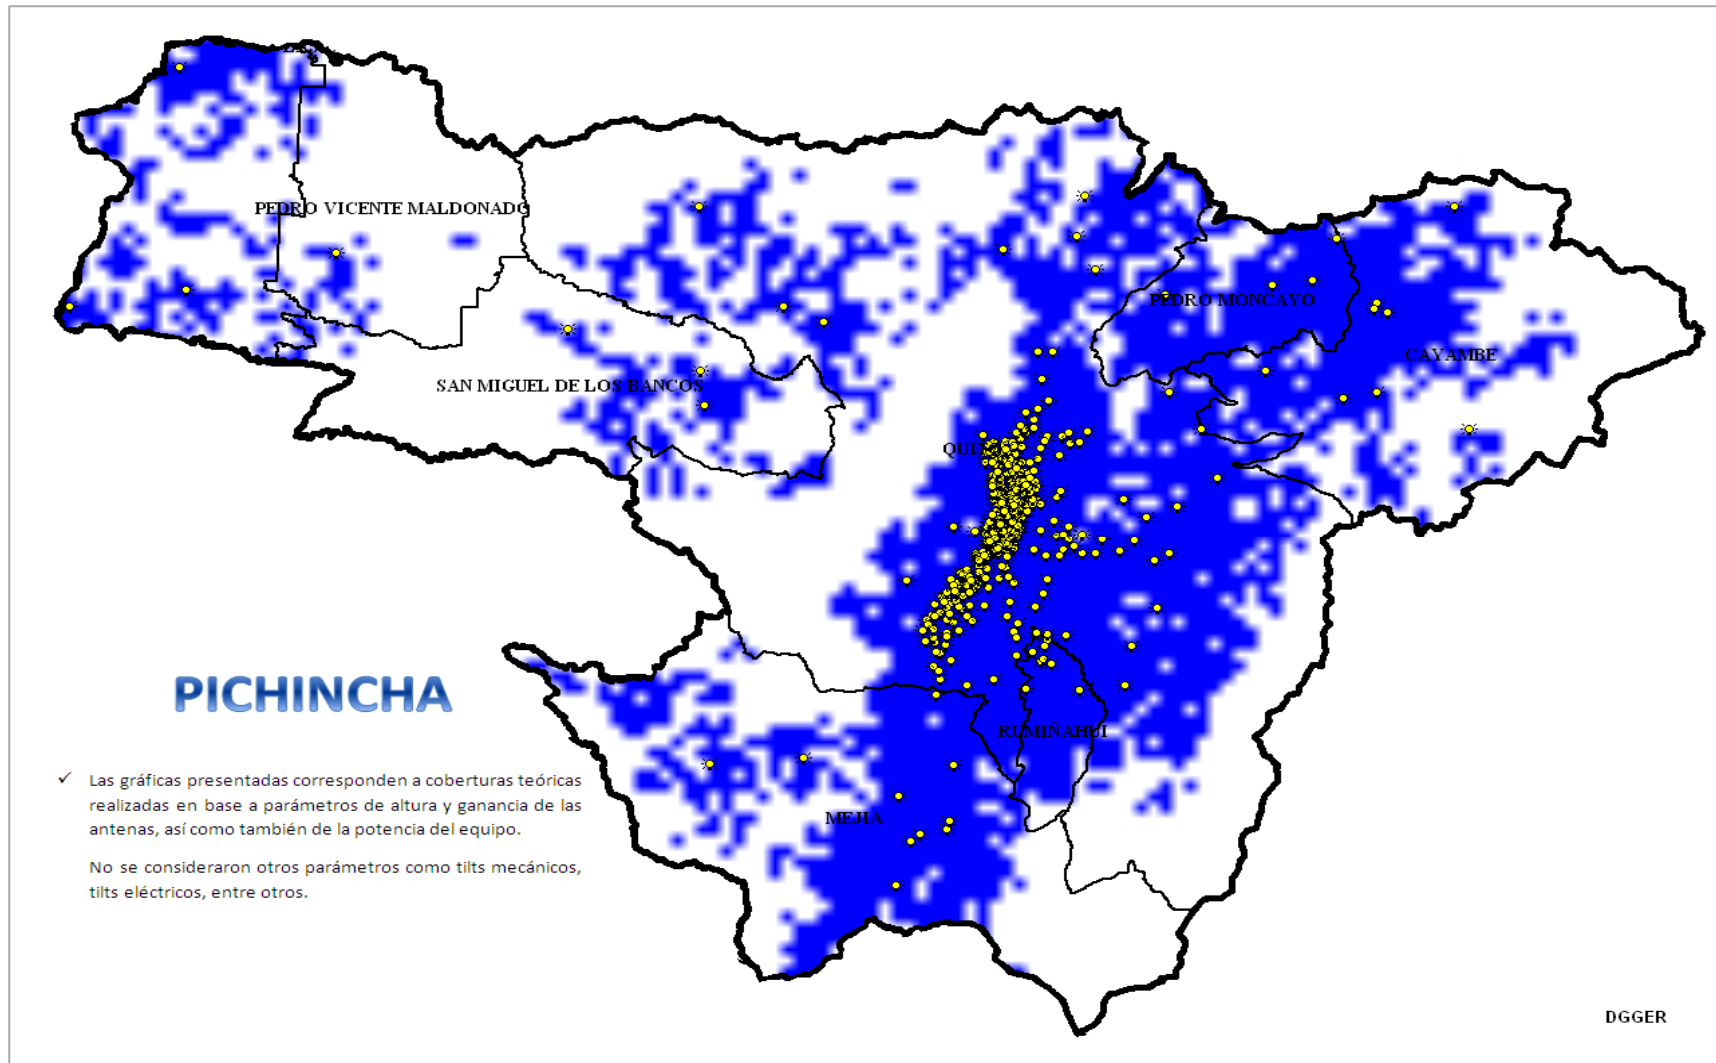 PEDRO VICENTE MALDONADO
PEDRO MONCAYO
CAYAMBE
SAN MIGUEL DE LOS BANCOS
PICHINCHA
RUMIÑAHUI
✓ Las gráficas presentadas corresponden a coberturas teóricas
realizadas en base a parámetros de altura y ganancia de las
antenas, así como también de la potencia del equipo.
MEJIA
No se consideraron otros parámetros como tilts mecánicos,
tilts eléctricos, entre otros.
DGGER